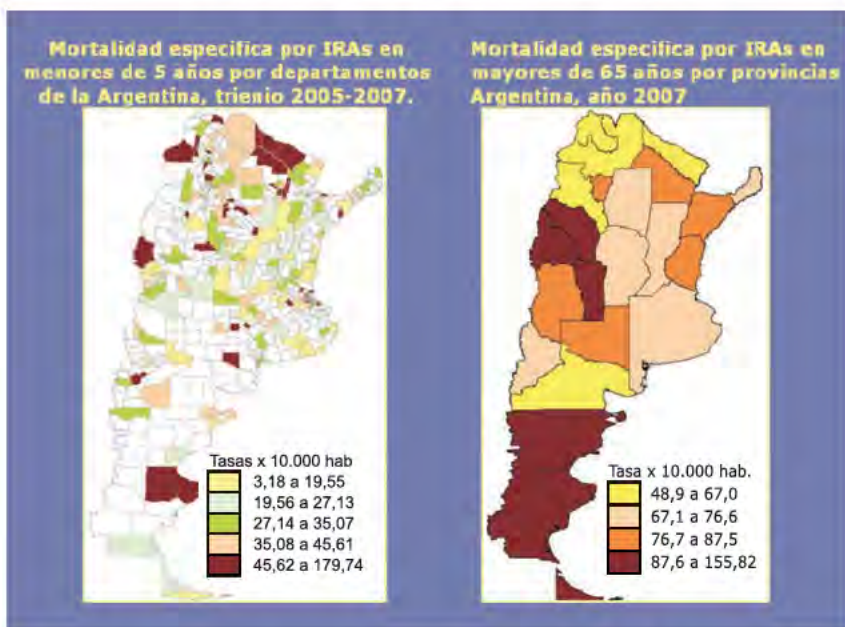 Mortalidad especifica por IRAs en
menores de 5 años por departamentos
de la Argentina, trienio 2005-2007.
Tasas x 10.000 hab
3,18 a 19,55
19,56 a 27,13
27,14 a 35,07
35,08 a 45,61
45,62 a 179,74
Mortalidad especifica por IRAs en
mayores de 65 años por provincias
Argentina, año 2007
Tasa x 10.000 hab.
48,9 a 67,0
67,1 a 76,6
76,7 a 87,5
87,6 a 155,82